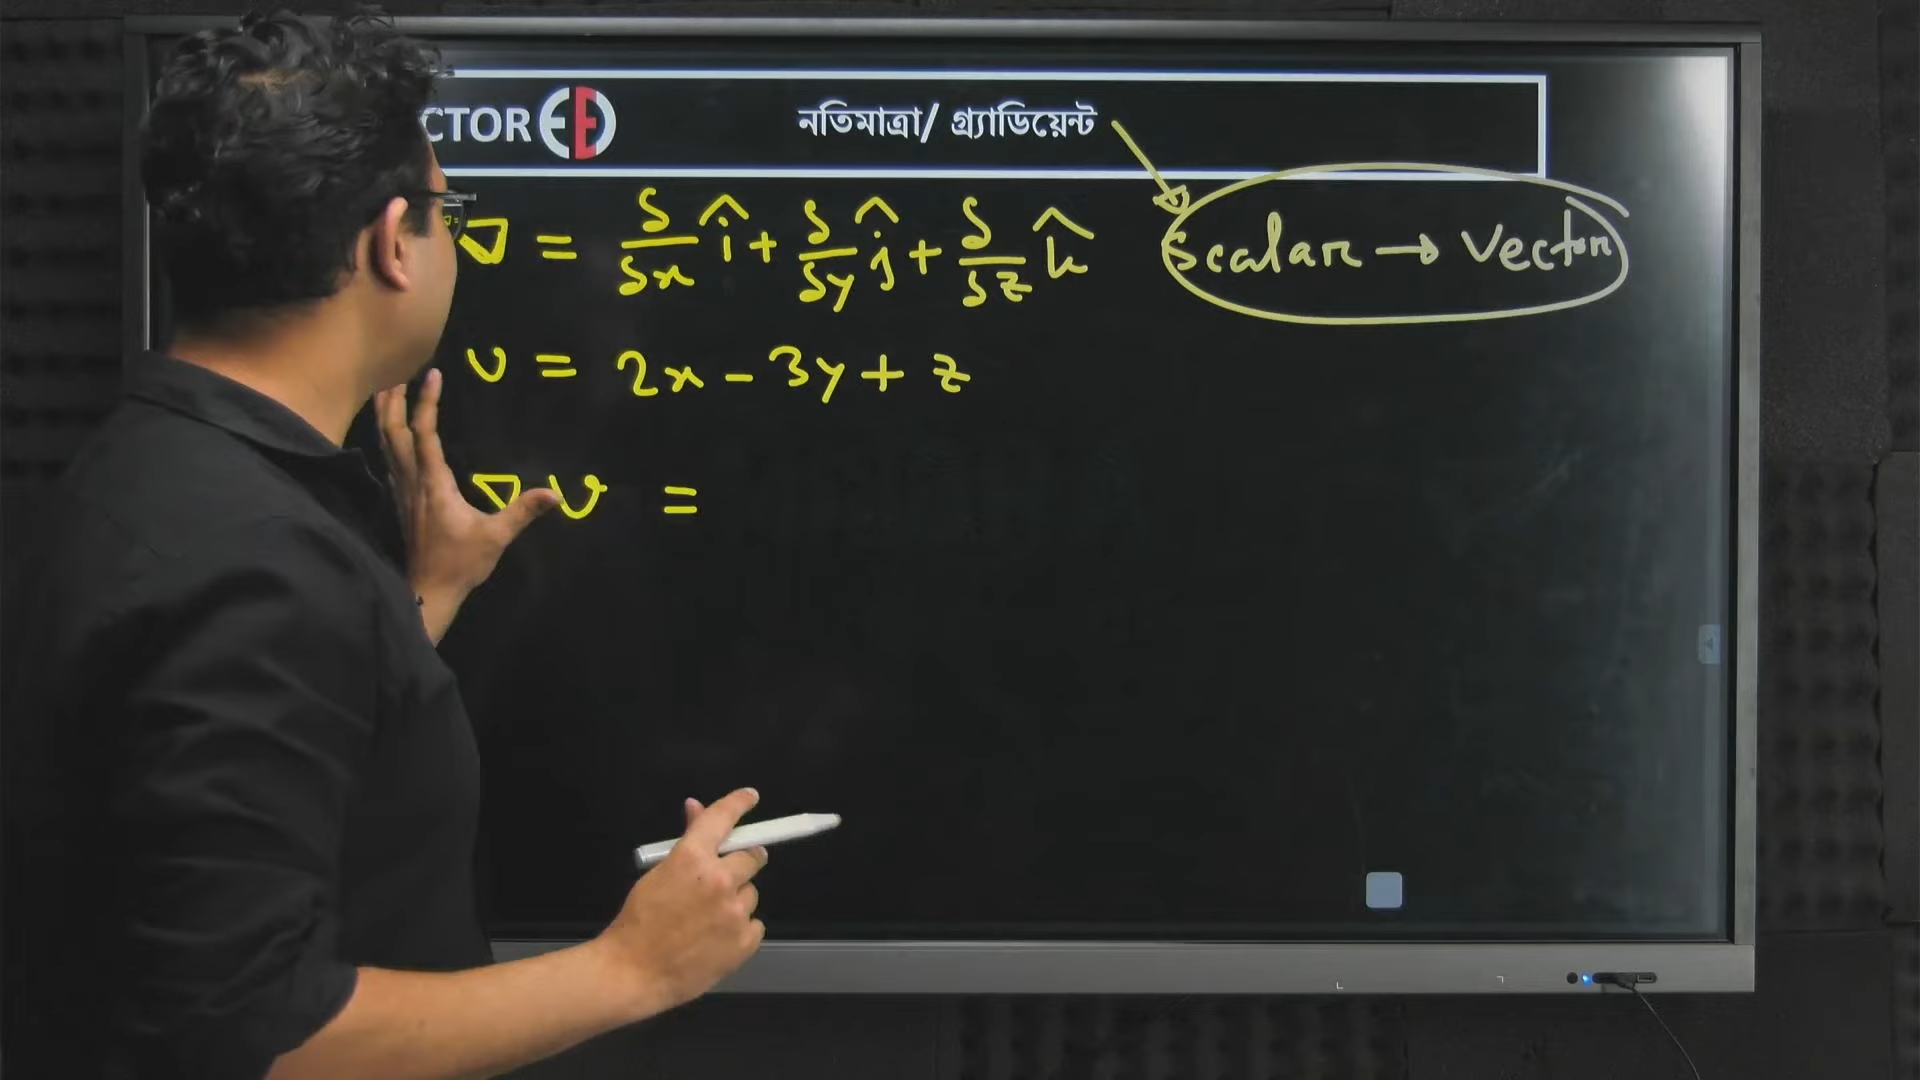 CTOR
নতিমাত্রা/ গ্র্যাডিয়েন্ট
∇ = δ/δx î + δ/δy ĵ + δ/δz k̂
Scalar → Vector
v = 2x - 3y + z
∇v =